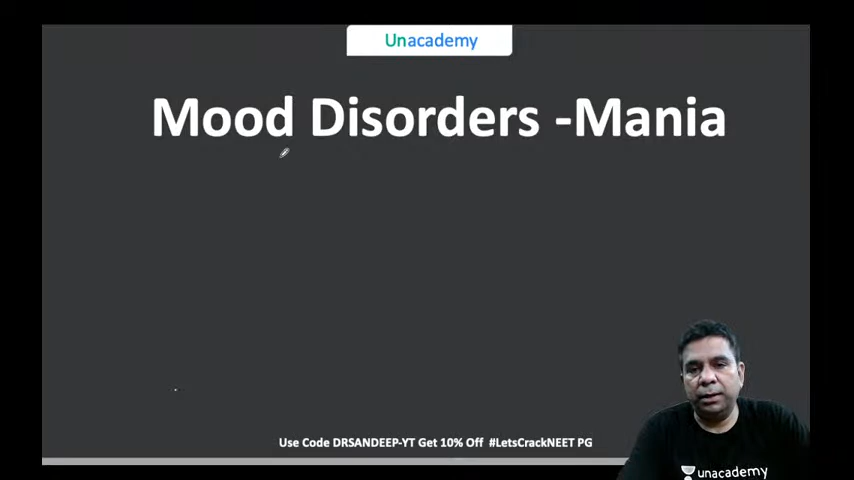 Unacademy
Mood Disorders -Mania
Use Code DRSANDEEP-YT Get 10% Off #LetsCrackNEET PG
unacademy